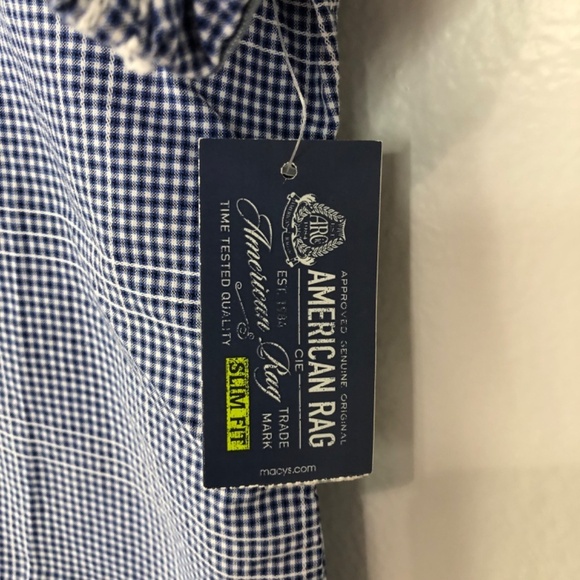 APPROVED GENUINE ORIGINAL
ARC
AMERICAN RAG
CIE
EST. 1984
TRADE
MARK
American Rag
TIME TESTED QUALITY
SLIM FIT
macys.com